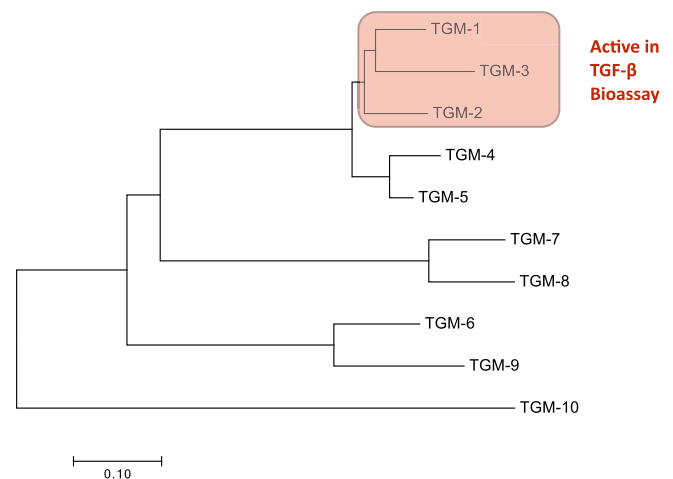 TGM-1
TGM-3
TGM-2
Active in
TGF-β
Bioassay
TGM-4
TGM-5
TGM-7
TGM-8
TGM-6
TGM-9
TGM-10
0.10